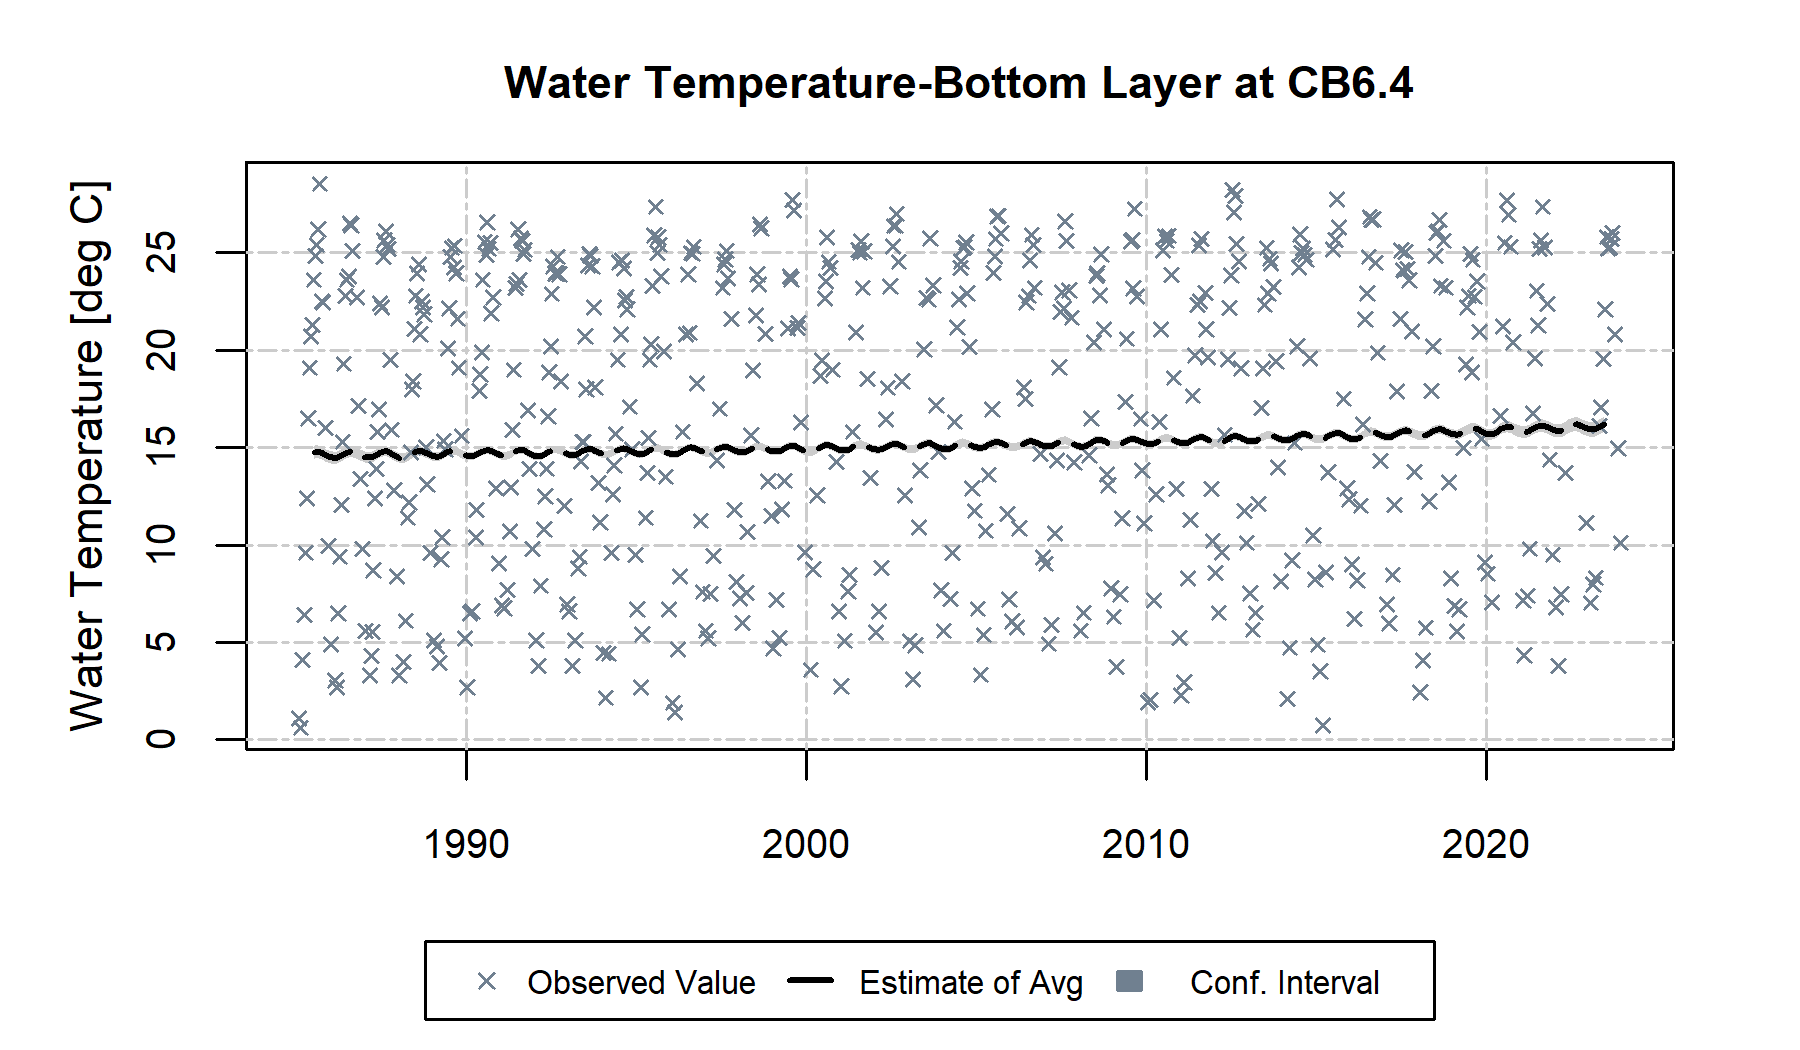 Water Temperature-Bottom Layer at CB6.4
Water Temperature [deg C]
25
20
15
10
5
0
1990 2000 2010 2020
Observed Value Estimate of Avg Conf. Interval